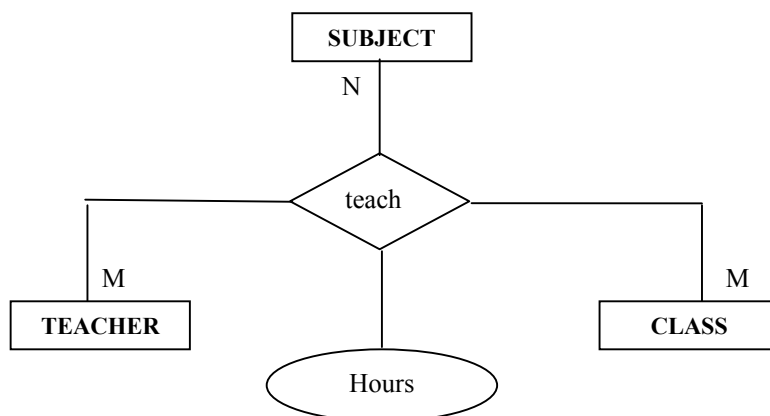 SUBJECT
N
teach
M
M
TEACHER
CLASS
Hours